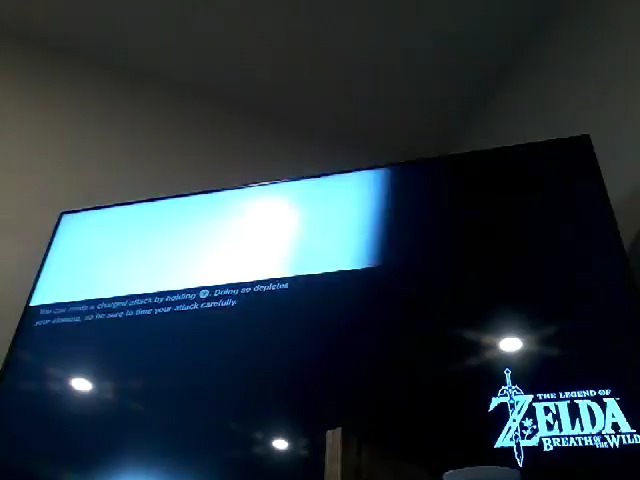 You can create a charged attack by holding Ⓨ. Doing so depletes
your stamina, so be sure to time your attack carefully.
THE LEGEND OF
ZELDA
BREATH OF THE WILD